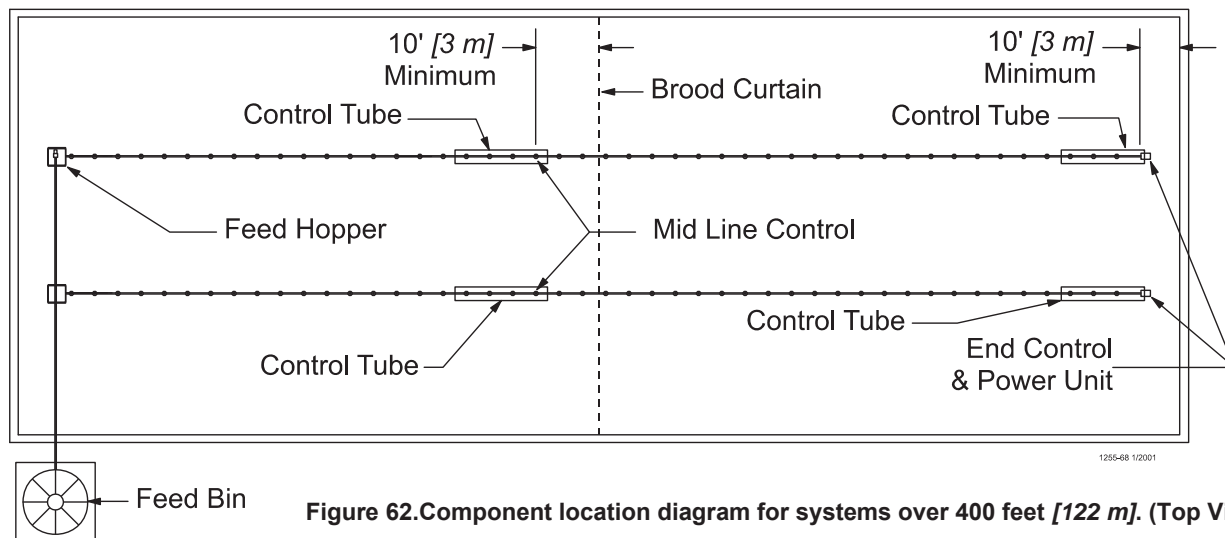 10' [3 m]
Minimum
10' [3 m]
Minimum
Brood Curtain
Control Tube
Control Tube
Feed Hopper
Mid Line Control
Control Tube
Control Tube
End Control
& Power Unit
1255-68 1/2001
Feed Bin
Figure 62.Component location diagram for systems over 400 feet [122 m]. (Top